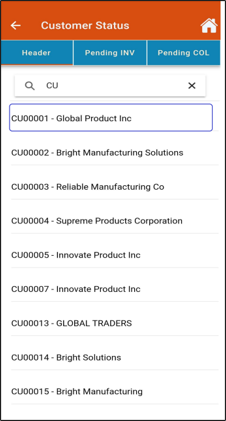 Customer Status
Header
Pending INV
Pending COL
CU
CU00001 - Global Product Inc
CU00002 - Bright Manufacturing Solutions
CU00003 - Reliable Manufacturing Co
CU00004 - Supreme Products Corporation
CU00005 - Innovate Product Inc
CU00007 - Innovate Product Inc
CU00013 - GLOBAL TRADERS
CU00014 - Bright Solutions
CU00015 - Bright Manufacturing